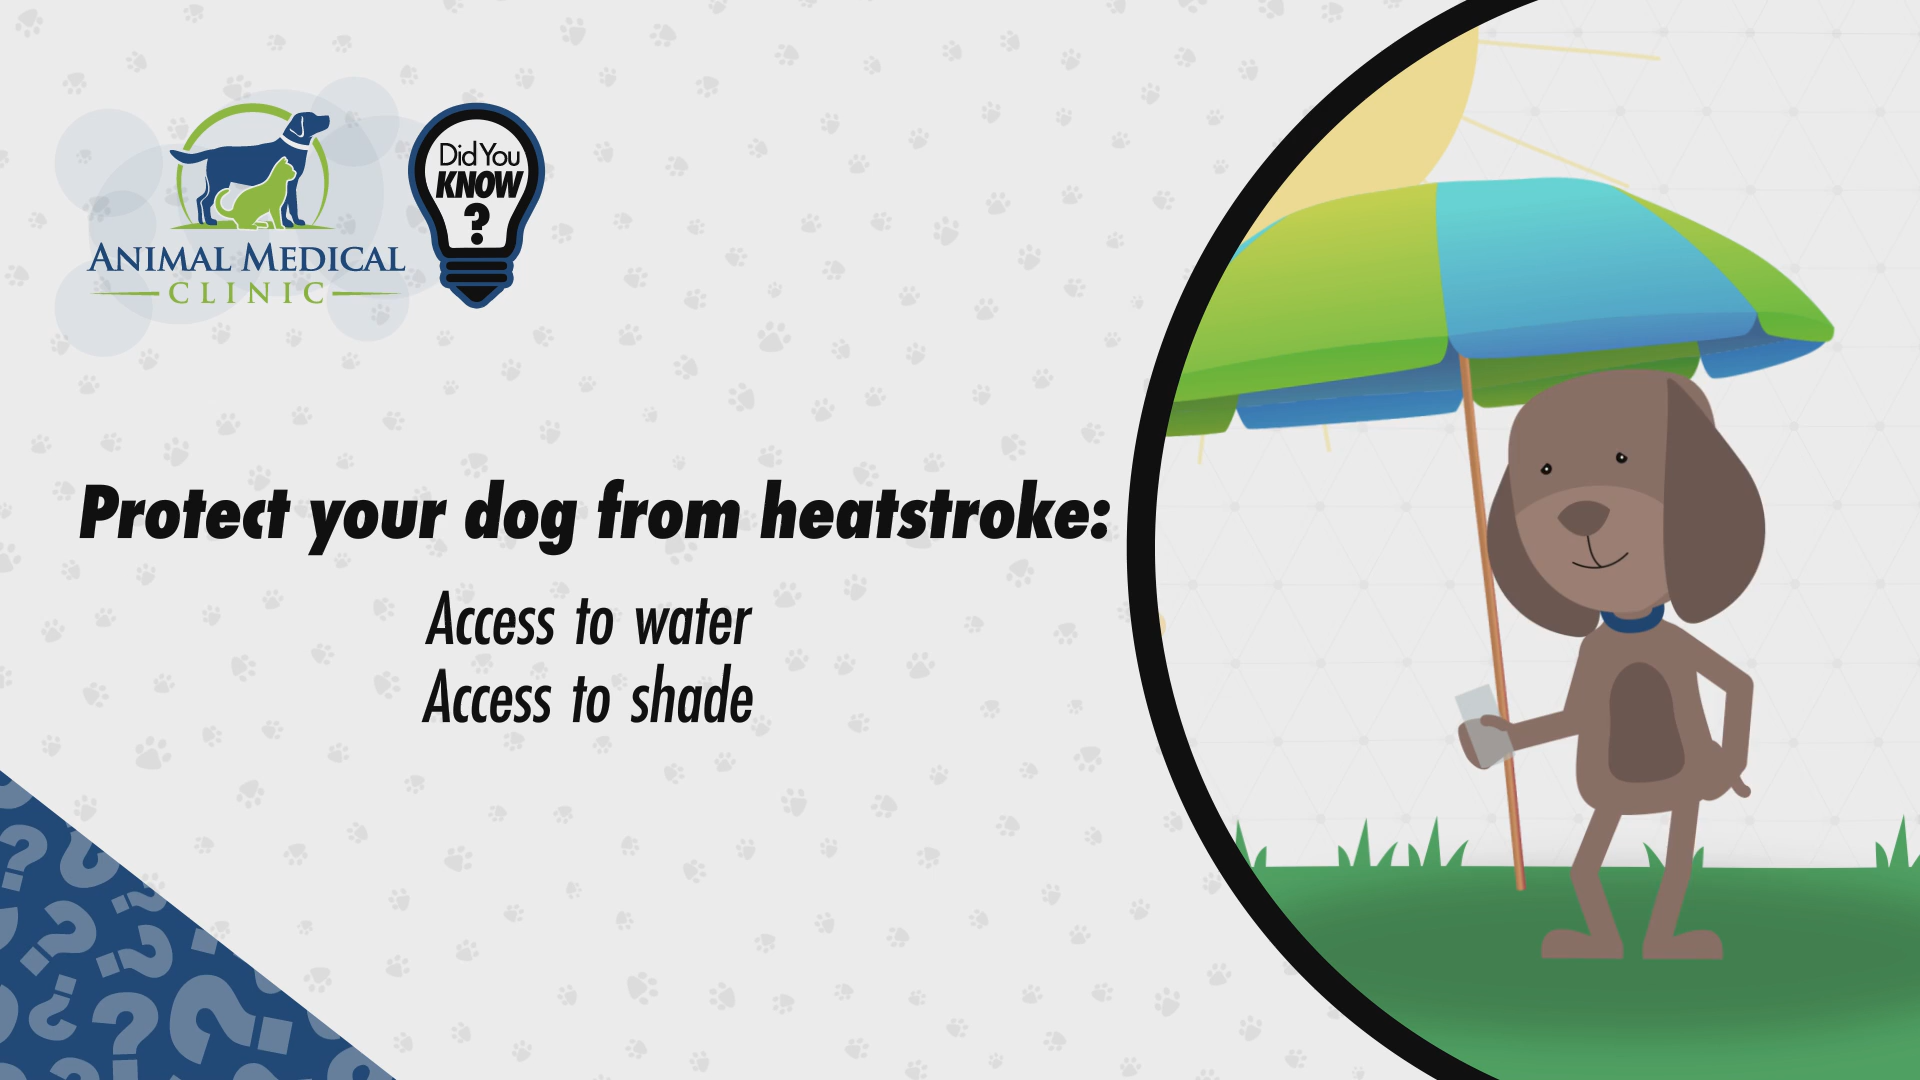 ANIMAL MEDICAL
CLINIC
Did You
KNOW
?
Protect your dog from heatstroke:
Access to water
Access to shade